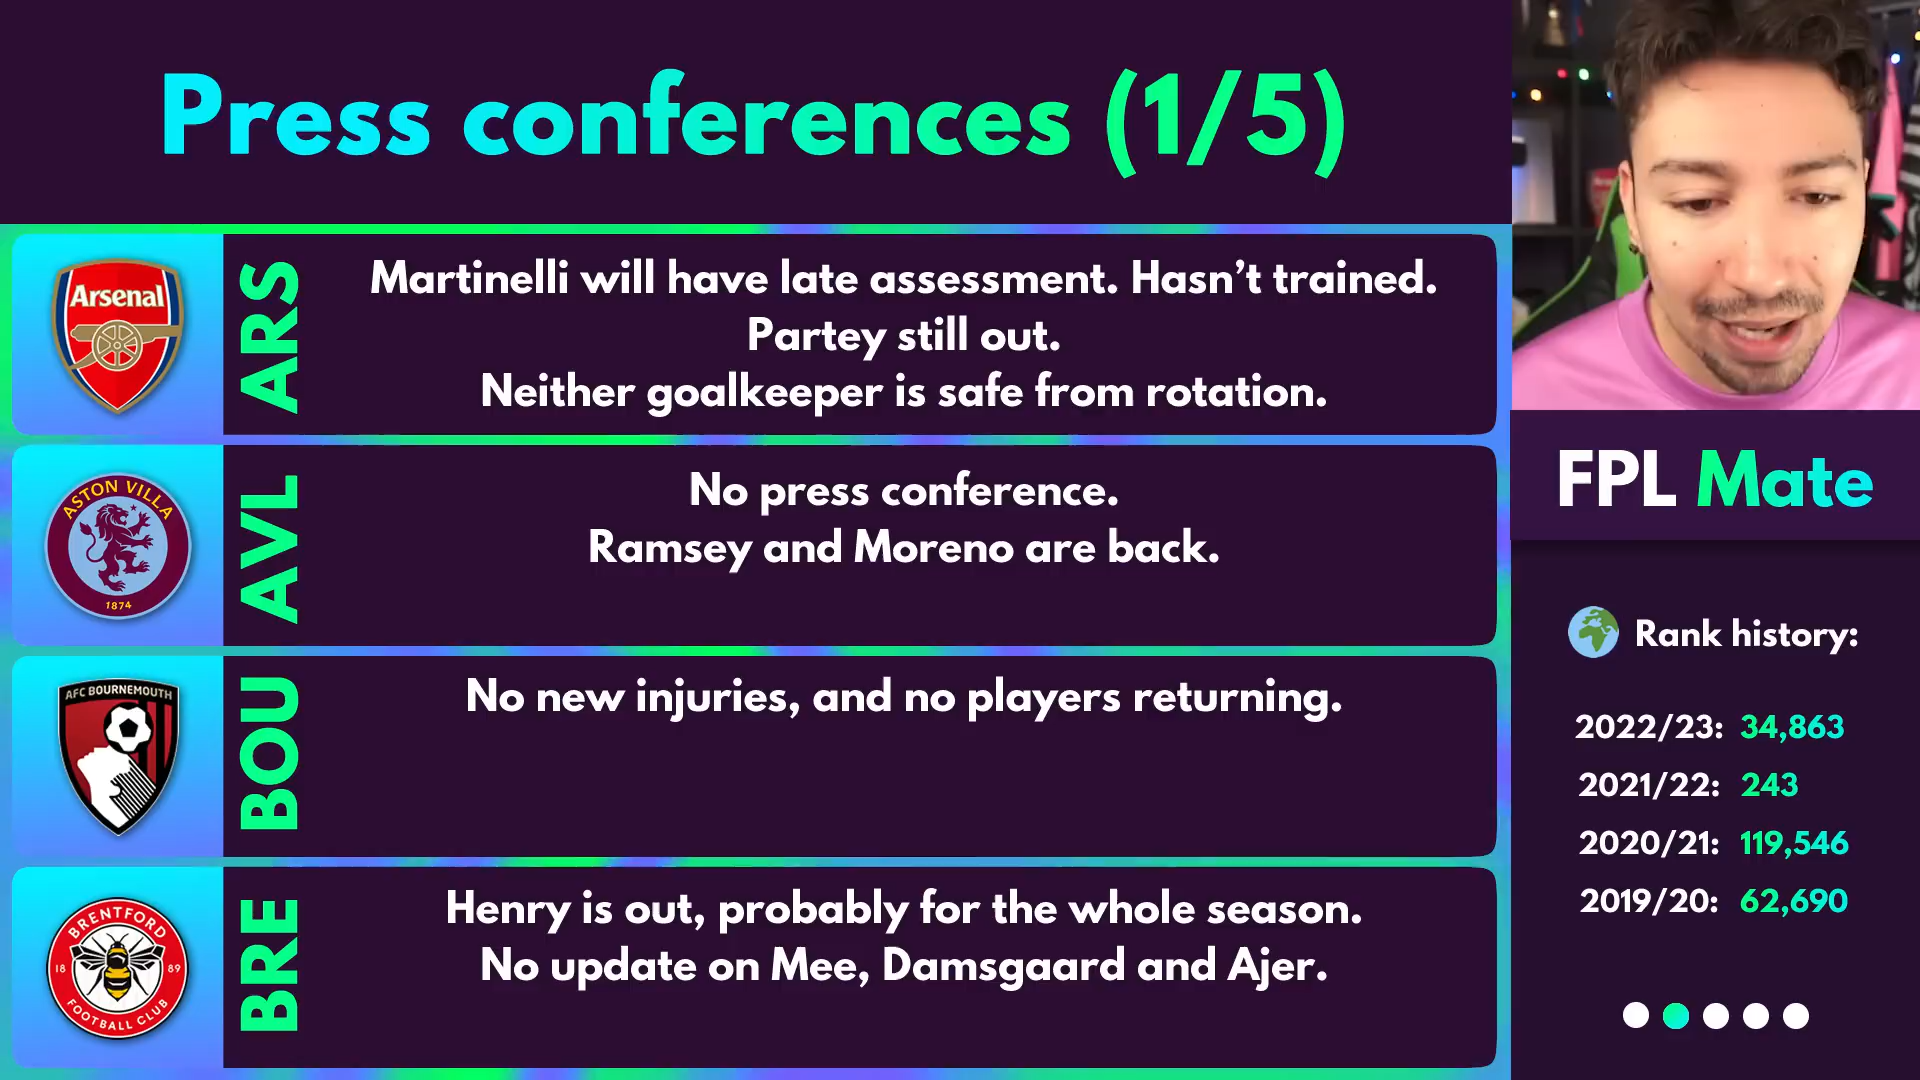 Press conferences (1/5)
Arsenal
ARS
Martinelli will have late assessment. Hasn’t trained.
Partey still out.
Neither goalkeeper is safe from rotation.
ASTON VILLA
1874
AVL
No press conference.
Ramsey and Moreno are back.
AFC BOURNEMOUTH
BOU
No new injuries, and no players returning.
BRENTFORD
18 89
FOOTBALL CLUB
BRE
Henry is out, probably for the whole season.
No update on Mee, Damsgaard and Ajer.
FPL Mate
Rank history:
2022/23: 34,863
2021/22: 243
2020/21: 119,546
2019/20: 62,690